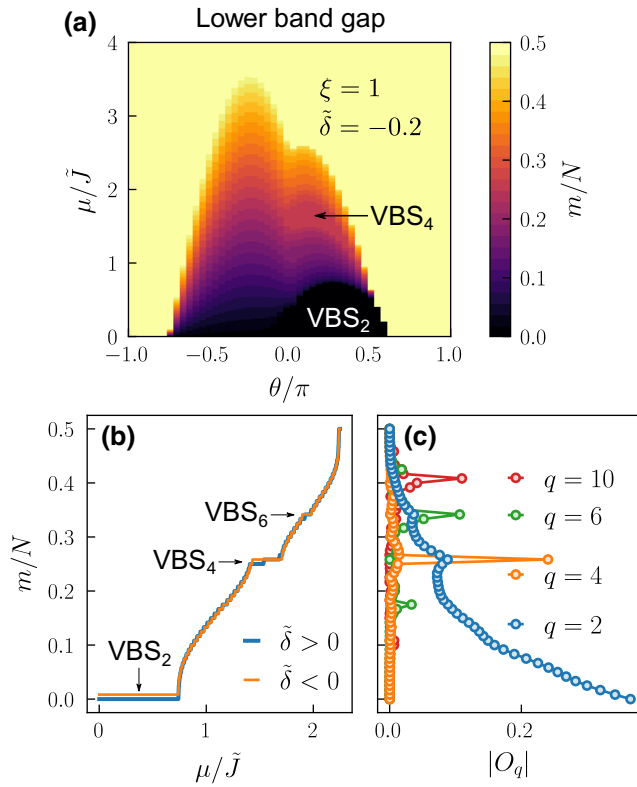 Lower band gap
(a)
ξ = 1
δ̃ = −0.2
VBS₄
VBS₂
μ/J̃
4
3
2
1
0
−1.0
−0.5
0.0
0.5
1.0
θ/π
0.5
0.4
0.3
0.2
0.1
0.0
m/N
(b)
VBS₆
VBS₄
VBS₂
δ̃ > 0
δ̃ < 0
m/N
0.5
0.4
0.3
0.2
0.1
0.0
0
1
2
μ/J̃
(c)
q = 10
q = 6
q = 4
q = 2
0.0
0.2
|O_q|